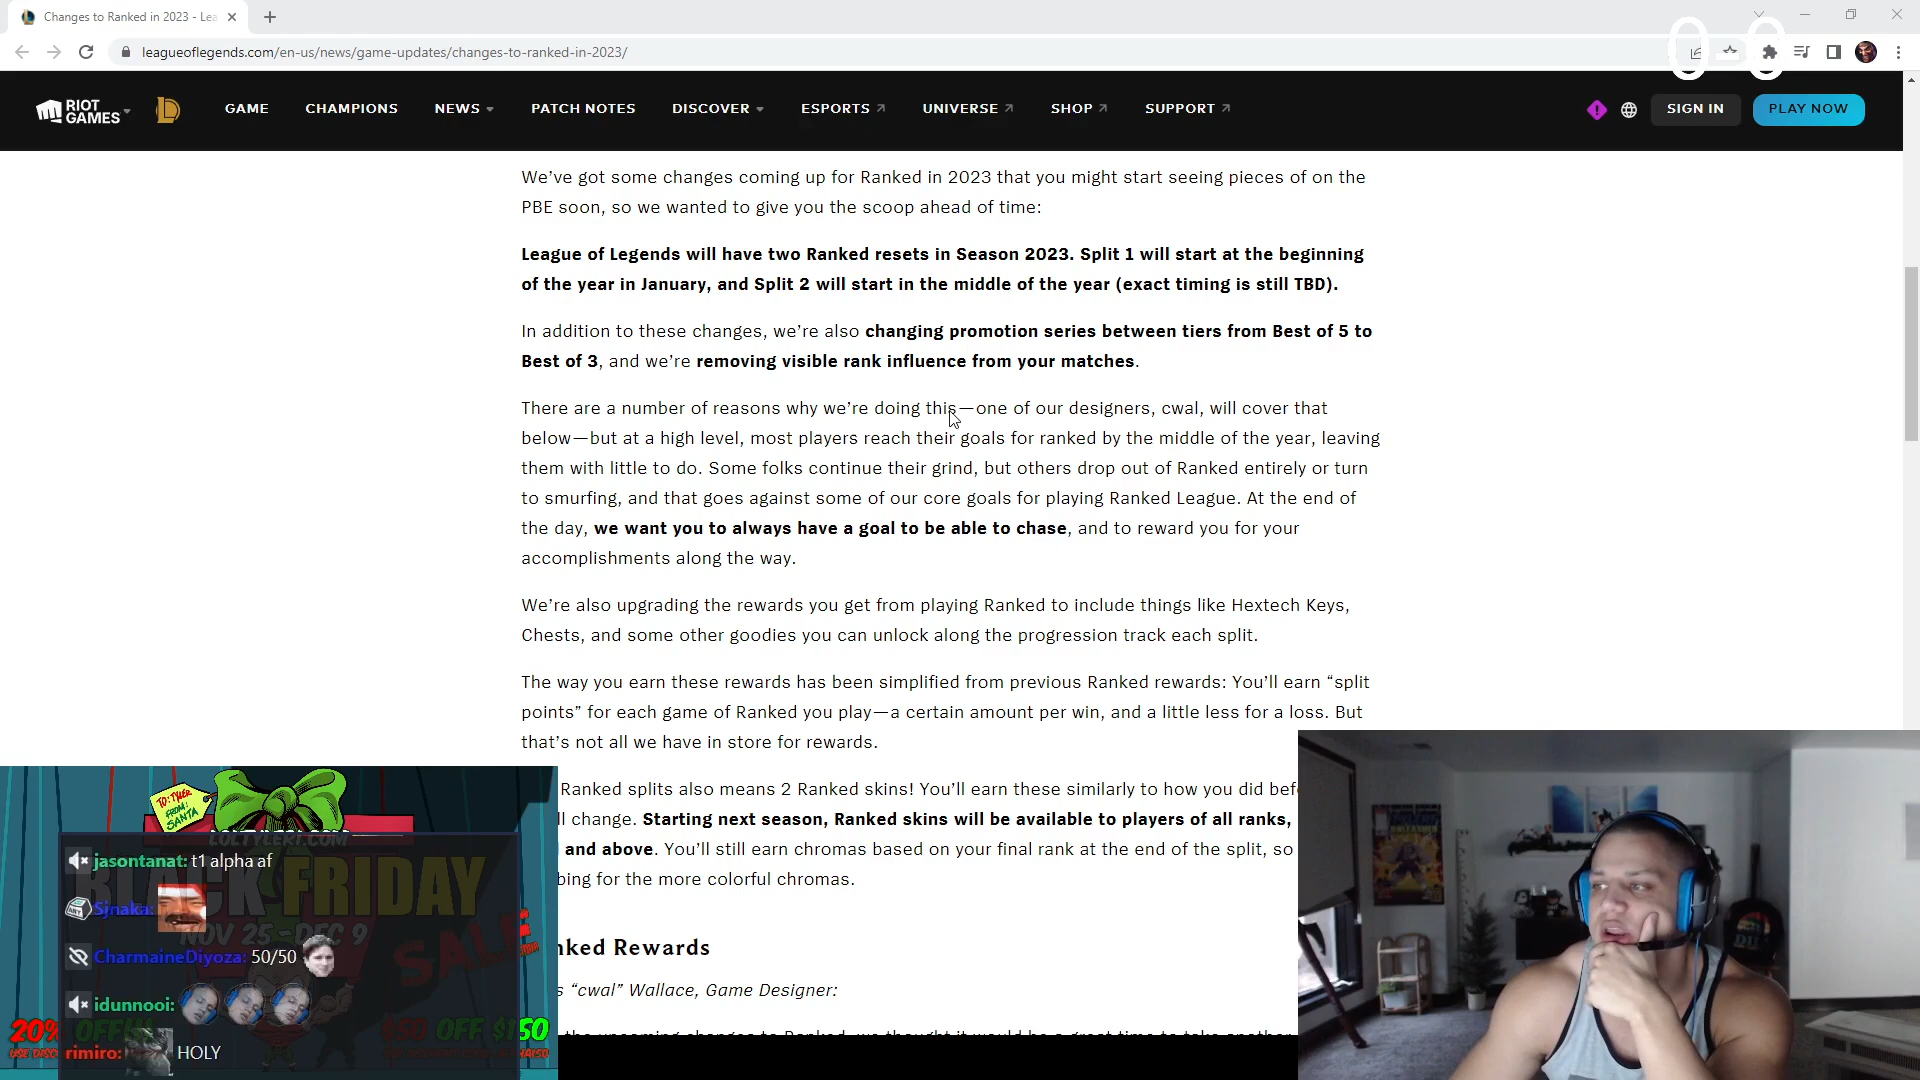 Changes to Ranked in 2023 - Lea
leagueoflegends.com/en-us/news/game-updates/changes-to-ranked-in-2023/
RIOT GAMES GAME CHAMPIONS NEWS PATCH NOTES DISCOVER ESPORTS UNIVERSE SHOP SUPPORT SIGN IN PLAY NOW
We’ve got some changes coming up for Ranked in 2023 that you might start seeing pieces of on the
PBE soon, so we wanted to give you the scoop ahead of time:
League of Legends will have two Ranked resets in Season 2023. Split 1 will start at the beginning
of the year in January, and Split 2 will start in the middle of the year (exact timing is still TBD).
In addition to these changes, we’re also changing promotion series between tiers from Best of 5 to
Best of 3, and we’re removing visible rank influence from your matches.
There are a number of reasons why we’re doing this—one of our designers, cwal, will cover that
below—but at a high level, most players reach their goals for ranked by the middle of the year, leaving
them with little to do. Some folks continue their grind, but others drop out of Ranked entirely or turn
to smurfing, and that goes against some of our core goals for playing Ranked League. At the end of
the day, we want you to always have a goal to be able to chase, and to reward you for your
accomplishments along the way.
We’re also upgrading the rewards you get from playing Ranked to include things like Hextech Keys,
Chests, and some other goodies you can unlock along the progression track each split.
The way you earn these rewards has been simplified from previous Ranked rewards: You’ll earn “split
points” for each game of Ranked you play—a certain amount per win, and a little less for a loss. But
that’s not all we have in store for rewards.
Ranked splits also means 2 Ranked skins! You’ll earn these similarly to how you did
change. Starting next season, Ranked skins will be available to players of all ranks,
and above. You’ll still earn chromas based on your final rank at the end of the split, so
for the more colorful chromas.
Rewards
“cwal” Wallace, Game Designer:
TO: TYLER
FROM: SANTA
BLACK FRIDAY
NOV 25 - DEC 9
SALE
20% OFF!!
$50 OFF $150
jasontanat: t1 alpha af
Sjnaka:
CharmaineDiyoza: 50/50
idunnooi:
rimiro: HOLY